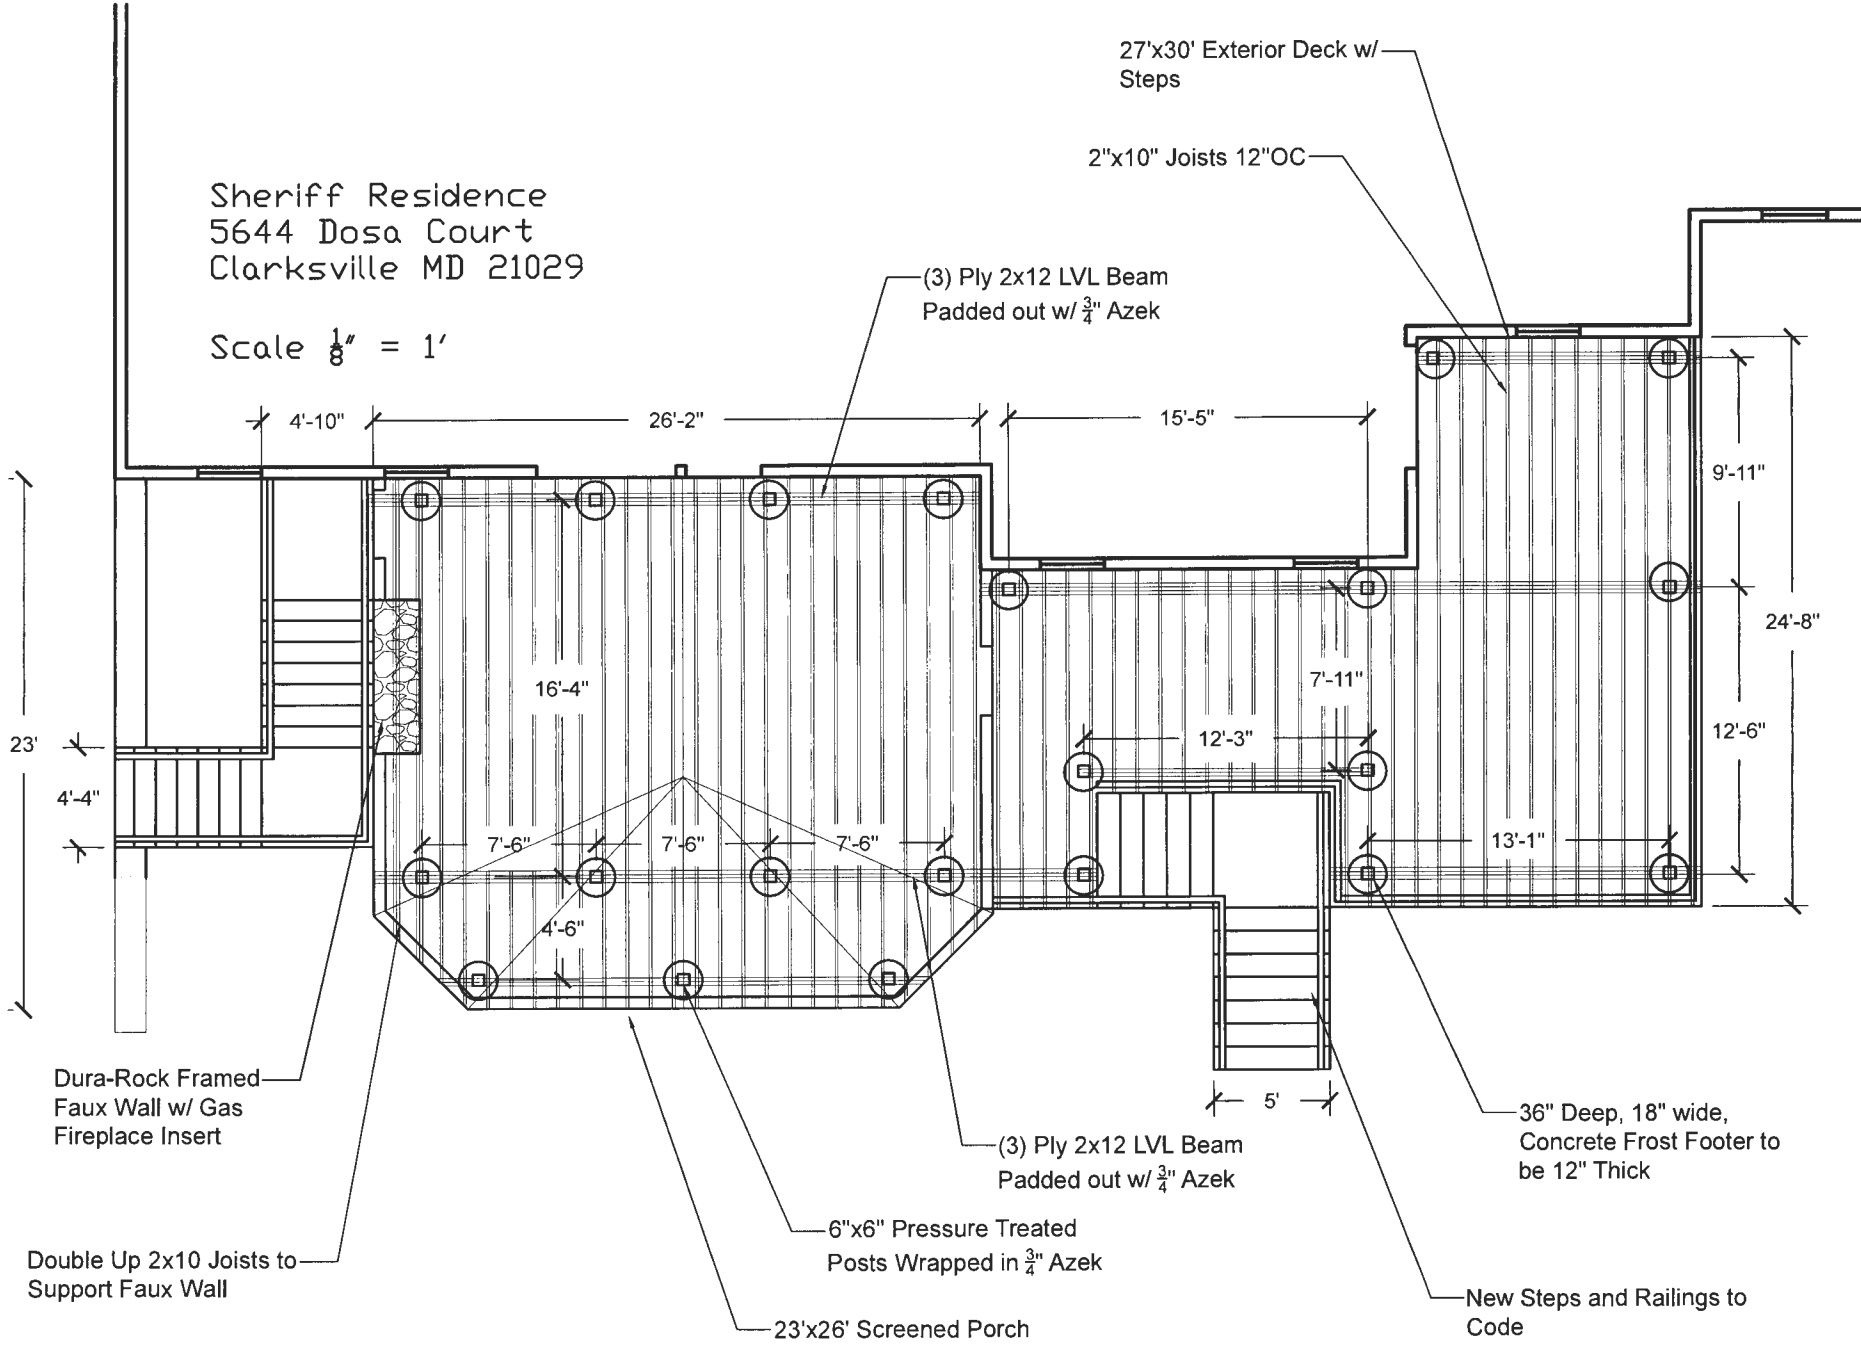 27'x30' Exterior Deck w/
Steps
2"x10" Joists 12"OC
Sheriff Residence
5644 Dosa Court
Clarksville MD 21029
Scale 1/8" = 1'
(3) Ply 2x12 LVL Beam
Padded out w/ 3/4" Azek
4'-10"
26'-2"
15'-5"
9'-11"
24'-8"
16'-4"
7'-11"
12'-6"
12'-3"
23'
4'-4"
7'-6"
7'-6"
7'-6"
13'-1"
4'-6"
Dura-Rock Framed
Faux Wall w/ Gas
Fireplace Insert
5'
36" Deep, 18" wide,
Concrete Frost Footer to
be 12" Thick
(3) Ply 2x12 LVL Beam
Padded out w/ 3/4" Azek
6"x6" Pressure Treated
Posts Wrapped in 3/4" Azek
Double Up 2x10 Joists to
Support Faux Wall
23'x26' Screened Porch
New Steps and Railings to
Code